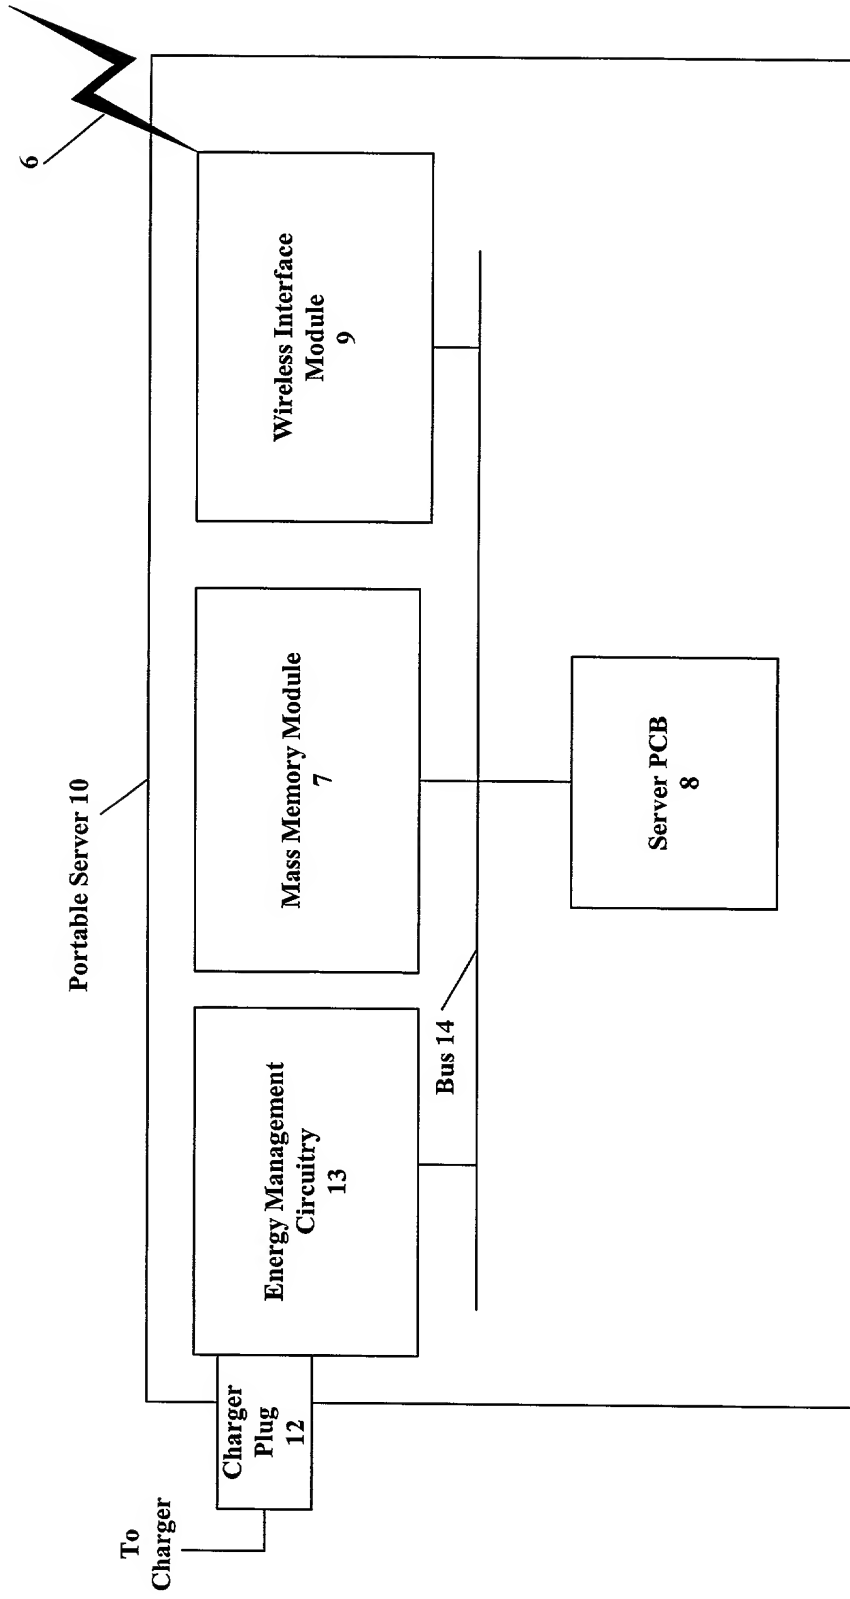 6
Portable Server 10
Wireless Interface
Module
9
Mass Memory Module
7
Energy Management
Circuitry
13
Charger
Plug
12
To
Charger
Bus 14
Server PCB
8